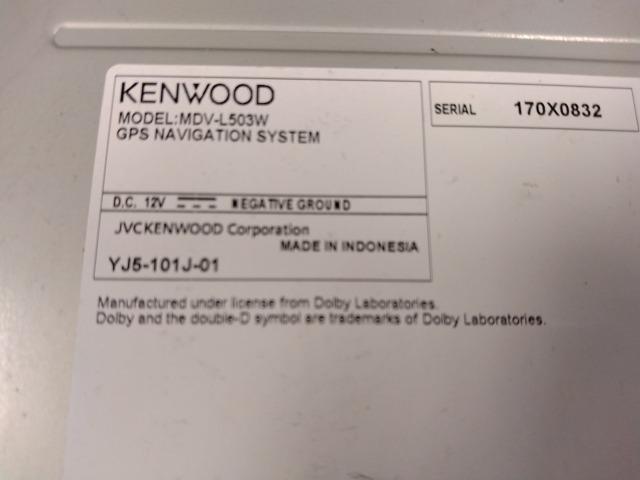 KENWOOD
MODEL:MDV-L503W
GPS NAVIGATION SYSTEM
SERIAL 170X0832
D.C. 12V NEGATIVE GROUND
JVCKENWOOD Corporation
MADE IN INDONESIA
YJ5-101J-01
Manufactured under license from Dolby Laboratories.
Dolby and the double-D symbol are trademarks of Dolby Laboratories.